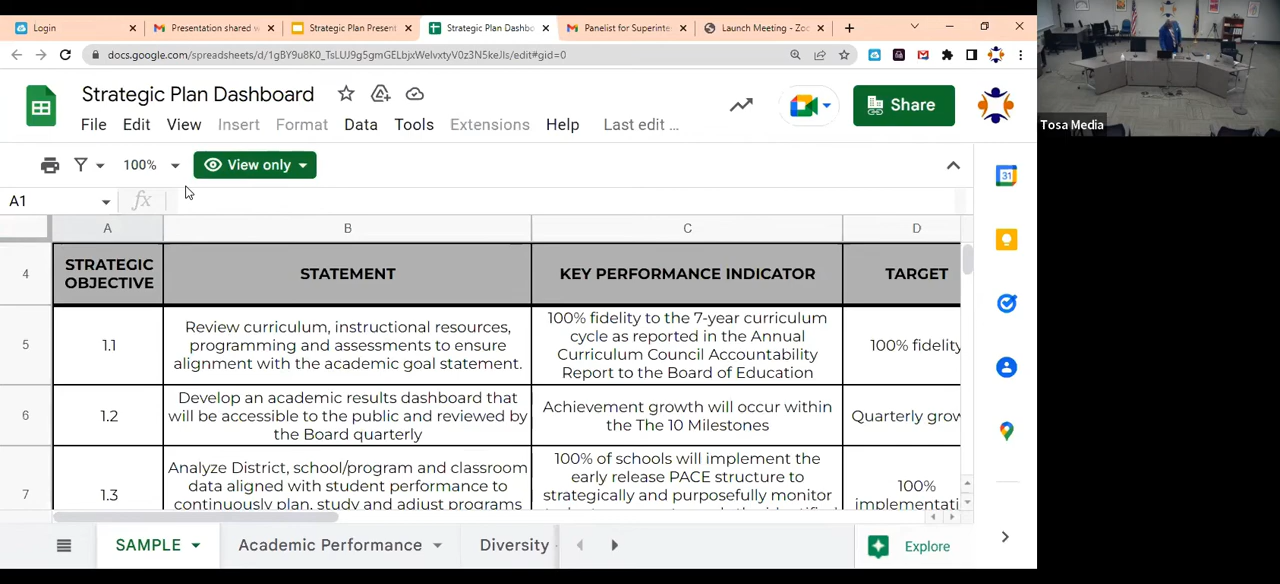 Login
Presentation shared w
Strategic Plan Present
Strategic Plan Dashbo
Panelist for Superinte
Launch Meeting - Zoo
docs.google.com/spreadsheets/d/
/edit#gid=0
Strategic Plan Dashboard
File Edit View Insert Format Data Tools Extensions Help Last edit ...
Share
100% View only
A1 fx
31
A B C D
4 STRATEGIC OBJECTIVE STATEMENT KEY PERFORMANCE INDICATOR TARGET
5
1.1
Review curriculum, instructional resources,
programming and assessments to ensure
alignment with the academic goal statement.
100% fidelity to the 7-year curriculum
cycle as reported in the Annual
Curriculum Council Accountability
Report to the Board of Education
100% fidelity
6
1.2
Develop an academic results dashboard that
will be accessible to the public and reviewed by
the Board quarterly
Achievement growth will occur within
the The 10 Milestones
Quarterly grow
7
1.3
Analyze District, school/program and classroom
data aligned with student performance to
continuously plan, study and adjust programs
100% of schools will implement the
early release PACE structure to
strategically and purposefully monitor
100%
implementati
SAMPLE Academic Performance Diversity
Explore
Tosa Media